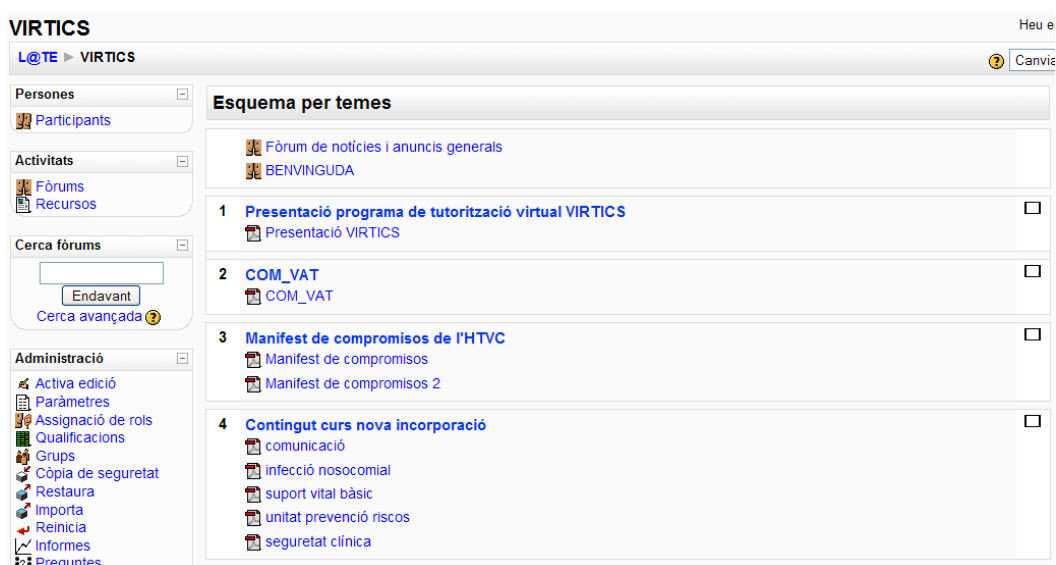 VIRTICS
Heu e
L@TE ► VIRTICS
Canvia
Persones
Participants
Activitats
Fòrums
Recursos
Cerca fòrums
Endavant
Cerca avançada
Administració
Activa edició
Paràmetres
Assignació de rols
Qualificacions
Grups
Còpia de seguretat
Restaura
Importa
Reinicia
Informes
Preguntes
Esquema per temes
Fòrum de notícies i anuncis generals
BENVINGUDA
1 Presentació programa de tutorització virtual VIRTICS
Presentació VIRTICS
2 COM_VAT
COM_VAT
3 Manifest de compromisos de l'HTVC
Manifest de compromisos
Manifest de compromisos 2
4 Contingut curs nova incorporació
comunicació
infecció nosocomial
suport vital bàsic
unitat prevenció riscos
seguretat clínica